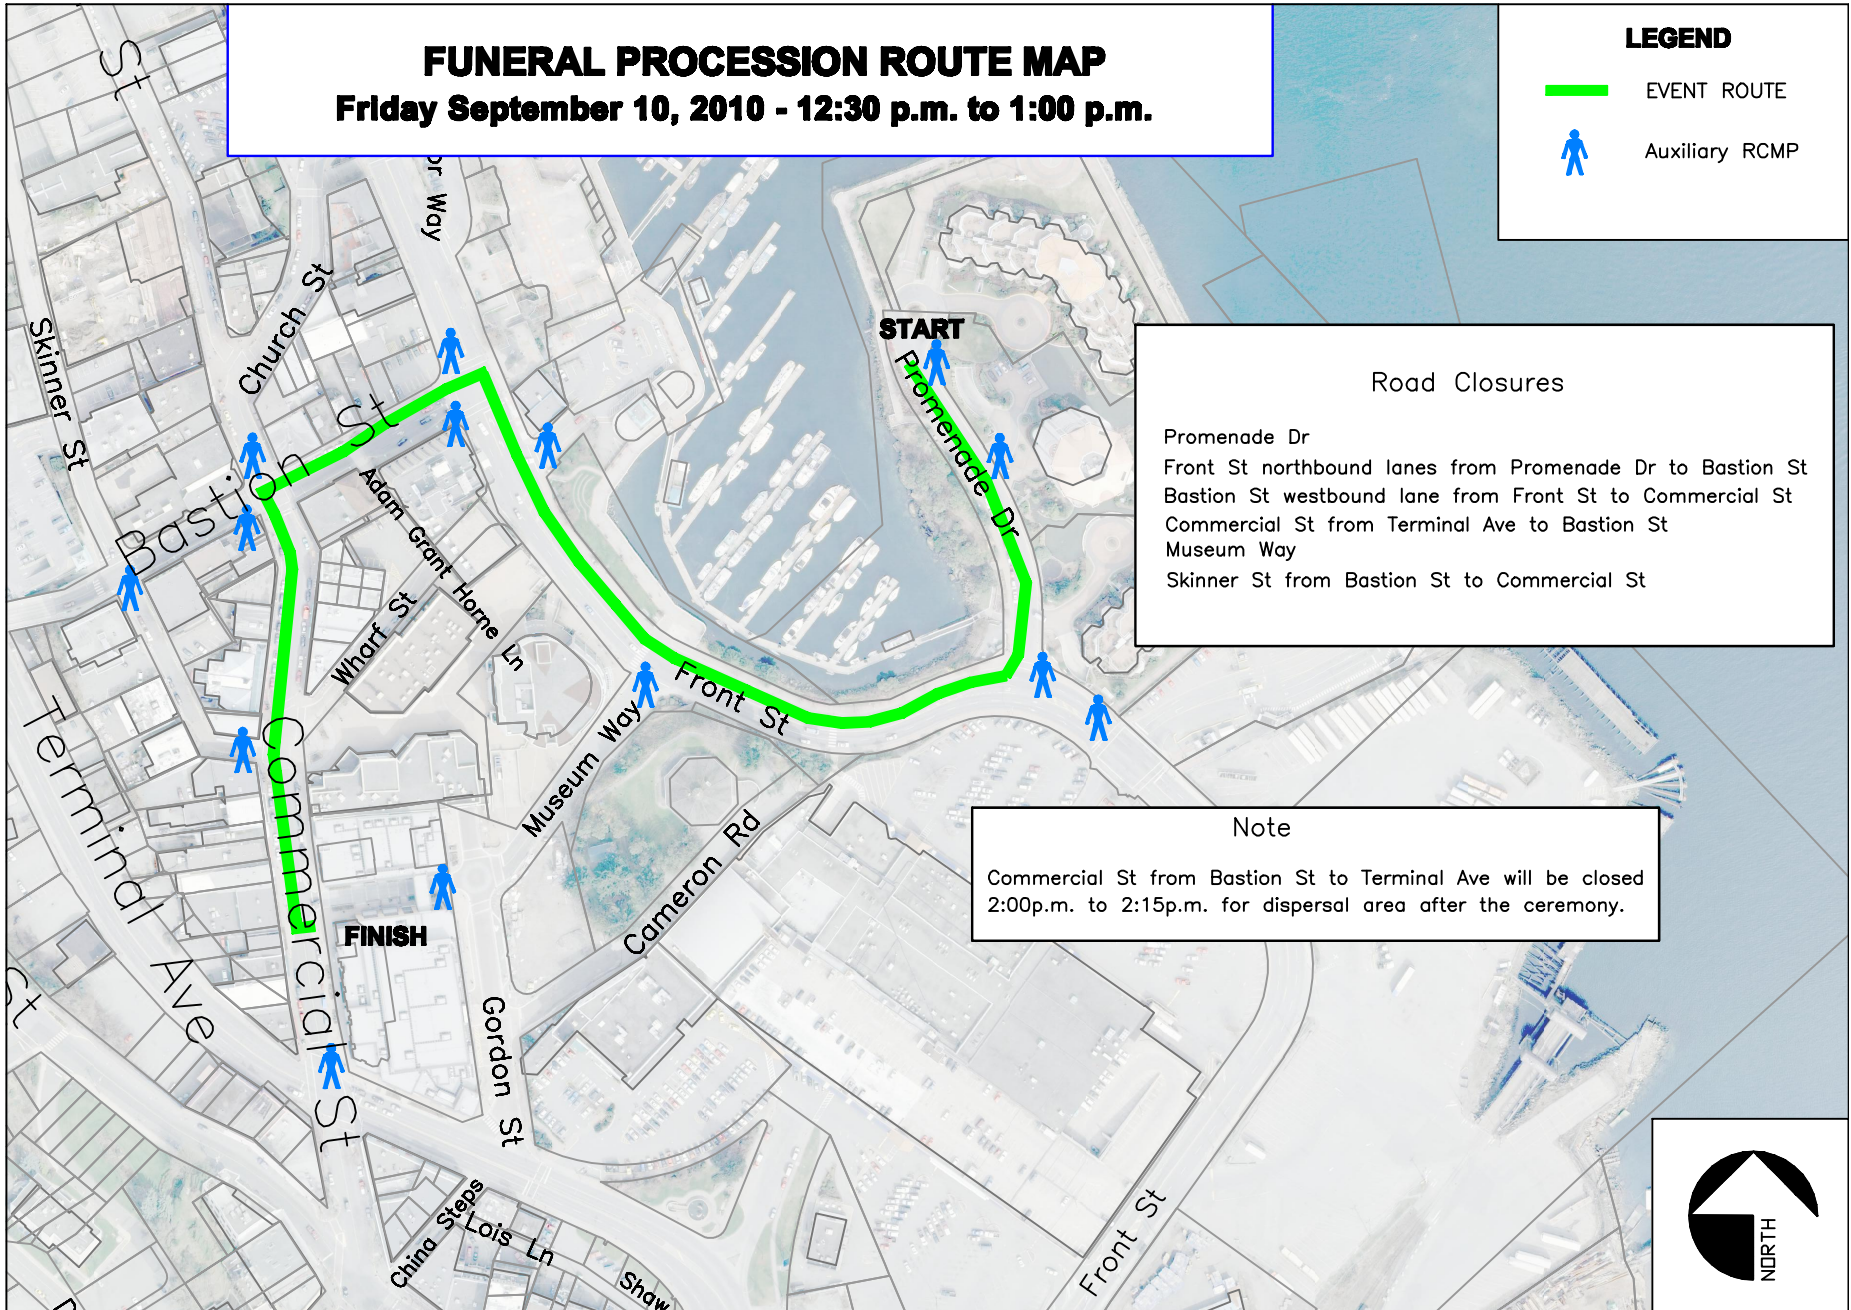 FUNERAL PROCESSION ROUTE MAP
Friday September 10, 2010 - 12:30 p.m. to 1:00 p.m.
LEGEND
EVENT ROUTE
Auxiliary RCMP
St
or Way
Church St
Skinner St
START
Promenade Dr
Road Closures
Promenade Dr
Front St northbound lanes from Promenade Dr to Bastion St
Bastion St westbound lane from Front St to Commercial St
Commercial St from Terminal Ave to Bastion St
Museum Way
Skinner St from Bastion St to Commercial St
Bastion St
Adam Grant Horne Ln
Wharf St
Front St
Museum Way
Terminal Ave
Commercial St
Cameron Rd
Note
Commercial St from Bastion St to Terminal Ave will be closed
2:00p.m. to 2:15p.m. for dispersal area after the ceremony.
FINISH
St
Gordon St
China Steps
Lois Ln
Shaw
Front St
NORTH